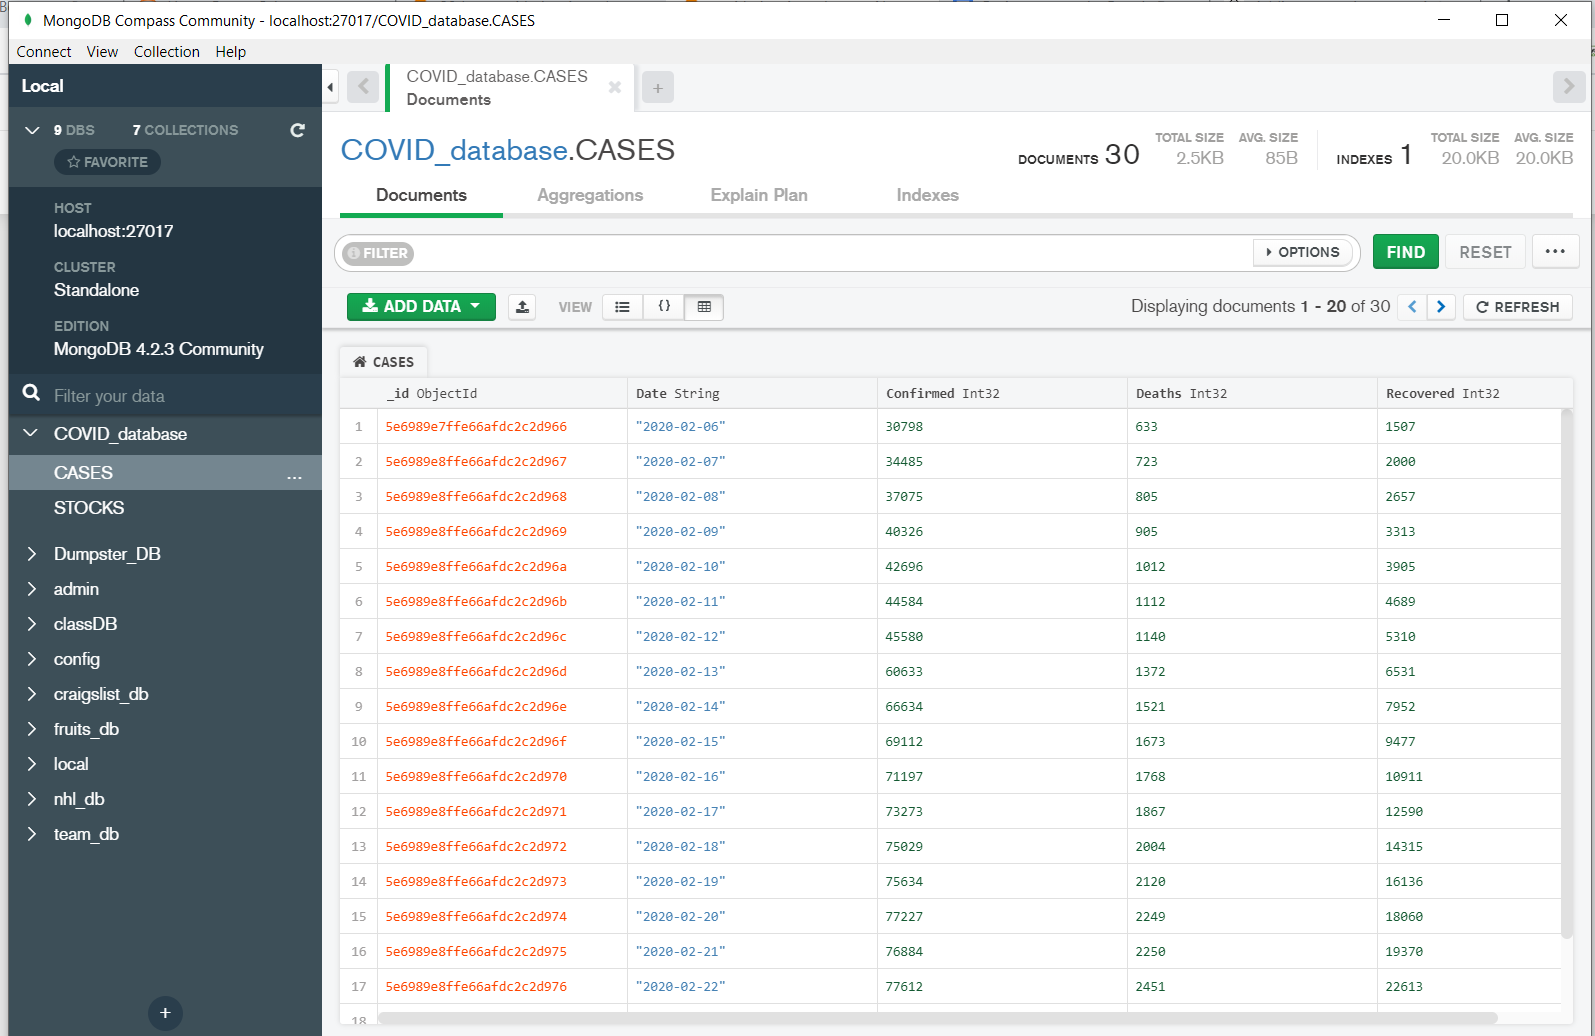 MongoDB Compass Community - localhost:27017/COVID_database.CASES
Connect View Collection Help
Local
9 DBS 7 COLLECTIONS
FAVORITE
HOST
localhost:27017
CLUSTER
Standalone
EDITION
MongoDB 4.2.3 Community
Filter your data
COVID_database
CASES ...
STOCKS
Dumpster_DB
admin
classDB
config
craigslist_db
fruits_db
local
nhl_db
team_db
+
COVID_database.CASES
Documents
+
COVID_database.CASES
DOCUMENTS 30 TOTAL SIZE 2.5KB AVG. SIZE 85B INDEXES 1 TOTAL SIZE 20.0KB AVG. SIZE 20.0KB
Documents Aggregations Explain Plan Indexes
FILTER OPTIONS FIND RESET ...
ADD DATA VIEW {} Displaying documents 1 - 20 of 30 REFRESH
CASES
_id ObjectId Date String Confirmed Int32 Deaths Int32 Recovered Int32
1 5e6989e7ffe66afdc2c2d966 "2020-02-06" 30798 633 1507
2 5e6989e8ffe66afdc2c2d967 "2020-02-07" 34485 723 2000
3 5e6989e8ffe66afdc2c2d968 "2020-02-08" 37075 805 2657
4 5e6989e8ffe66afdc2c2d969 "2020-02-09" 40326 905 3313
5 5e6989e8ffe66afdc2c2d96a "2020-02-10" 42696 1012 3905
6 5e6989e8ffe66afdc2c2d96b "2020-02-11" 44584 1112 4689
7 5e6989e8ffe66afdc2c2d96c "2020-02-12" 45580 1140 5310
8 5e6989e8ffe66afdc2c2d96d "2020-02-13" 60633 1372 6531
9 5e6989e8ffe66afdc2c2d96e "2020-02-14" 66634 1521 7952
10 5e6989e8ffe66afdc2c2d96f "2020-02-15" 69112 1673 9477
11 5e6989e8ffe66afdc2c2d970 "2020-02-16" 71197 1768 10911
12 5e6989e8ffe66afdc2c2d971 "2020-02-17" 73273 1867 12590
13 5e6989e8ffe66afdc2c2d972 "2020-02-18" 75029 2004 14315
14 5e6989e8ffe66afdc2c2d973 "2020-02-19" 75634 2120 16136
15 5e6989e8ffe66afdc2c2d974 "2020-02-20" 77227 2249 18060
16 5e6989e8ffe66afdc2c2d975 "2020-02-21" 76884 2250 19370
17 5e6989e8ffe66afdc2c2d976 "2020-02-22" 77612 2451 22613
18